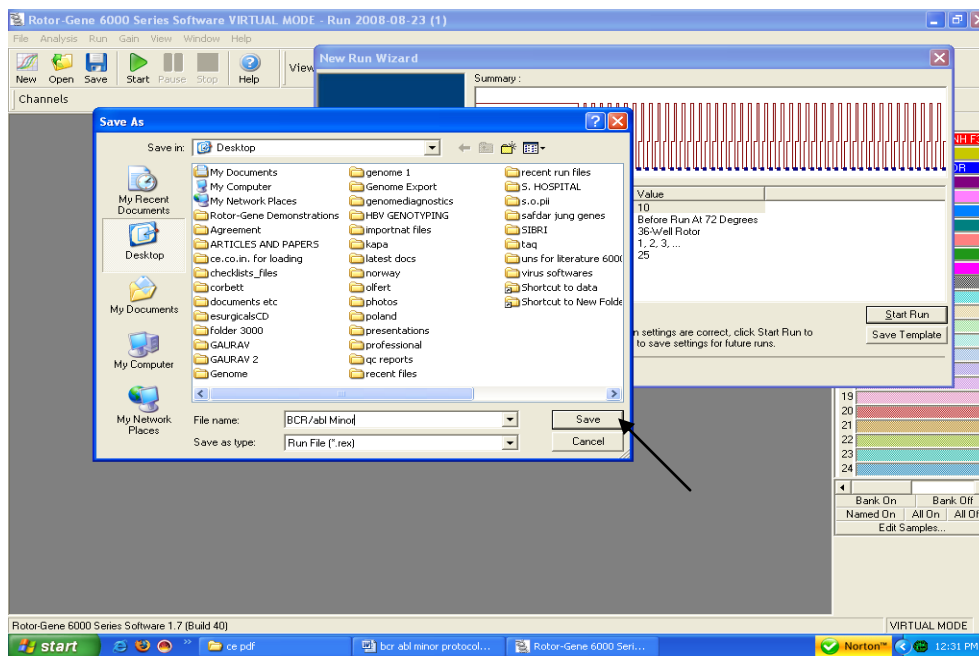 Rotor-Gene 6000 Series Software VIRTUAL MODE - Run 2008-08-23 (1)
File Analysis Run Gain View Window Help
New Open Save Start Pause Stop Help View
Channels
New Run Wizard
Summary :
Value
10
Before Run At 72 Degrees
36-Well Rotor
1, 2, 3, ...
25
Start Run
n settings are correct, click Start Run to
to save settings for future runs.
Save Template
Save As
Save in: Desktop
My Recent Documents
Desktop
My Documents
My Computer
My Network Places
My Documents
My Computer
My Network Places
Rotor-Gene Demonstrations
Agreement
ARTICLES AND PAPERS
ce.co.in. for loading
checklists_files
corbett
documents etc
esurgicalsCD
folder 3000
GAURAV
GAURAV 2
Genome
genome 1
Genome Export
genomediagnostics
HBV GENOTYPING
importnat files
kapa
latest docs
norway
olfert
photos
poland
presentations
professional
qc reports
recent files
recent run files
S. HOSPITAL
s.o.pii
safdar jung genes
SIBRI
taq
uns for literature 600
virus softwares
Shortcut to data
Shortcut to New Folde
File name: BCR/abl Minor Save
Save as type: Run File (*.rex) Cancel
19
20
21
22
23
24
Bank On Bank Off
Named On All On All Of
Edit Samples...
Rotor-Gene 6000 Series Software 1.7 (Build 40) VIRTUAL MODE
start ce pdf bcr abl minor protocol... Rotor-Gene 6000 Seri... Norton™ 12:31 PM